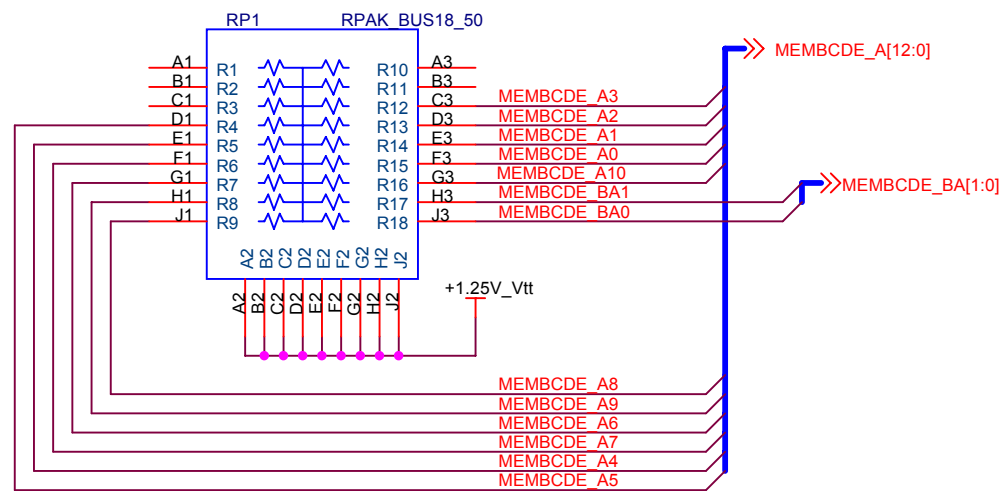 RP1 RPAK_BUS18_50
MEMBCDE_A[12:0]
A1 R1 R10 A3
B1 R2 R11 B3
C1 R3 R12 C3 MEMBCDE_A3
D1 R4 R13 D3 MEMBCDE_A2
E1 R5 R14 E3 MEMBCDE_A1
F1 R6 R15 F3 MEMBCDE_A0
G1 R7 R16 G3 MEMBCDE_A10
MEMBCDE_BA[1:0]
H1 R8 R17 H3 MEMBCDE_BA1
J1 R9 R18 J3 MEMBCDE_BA0
A2 B2 C2 D2 E2 F2 G2 H2 J2
A2 B2 C2 D2 E2 F2 G2 H2 J2
+1.25V_Vtt
MEMBCDE_A8
MEMBCDE_A9
MEMBCDE_A6
MEMBCDE_A7
MEMBCDE_A4
MEMBCDE_A5